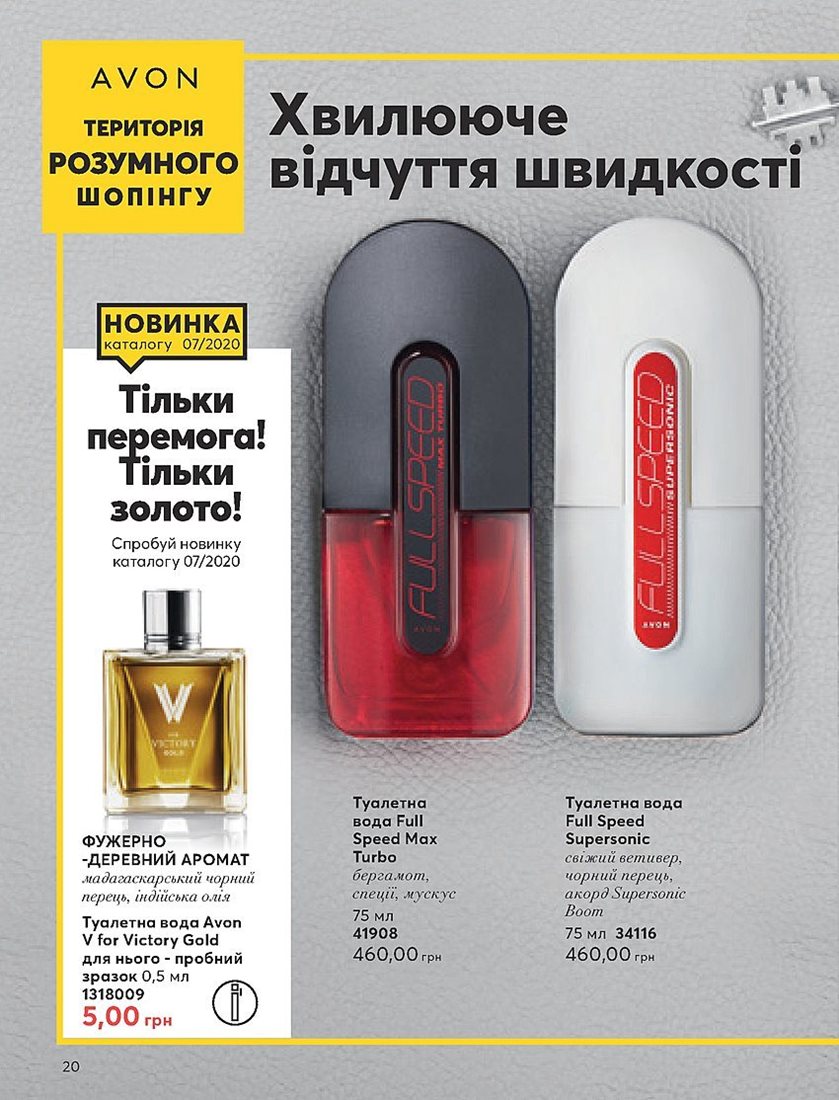 AVON
ТЕРИТОРІЯ
РОЗУМНОГО
ШОПІНГУ
Хвилююче
відчуття швидкості
НОВИНКА
каталогу 07/2020
Тільки
перемога!
Тільки
золото!
Спробуй новинку
каталогу 07/2020
V
VICTORY
GOLD
ФУЖЕРНО
-ДЕРЕВНИЙ АРОМАТ
мадагаскарський чорний
перець, індійська олія
Туалетна вода Avon
V for Victory Gold
для нього - пробний
зразок 0,5 мл
1318009
5,00 грн
FULL SPEED
MAX TURBO
AVON
FULL SPEED
SUPERSONIC
AVON
Туалетна
вода Full
Speed Max
Turbo
бергамот,
спеції, мускус
75 мл
41908
460,00 грн
Туалетна вода
Full Speed
Supersonic
свіжий ветивер,
чорний перець,
акорд Supersonic
Boom
75 мл 34116
460,00 грн
20